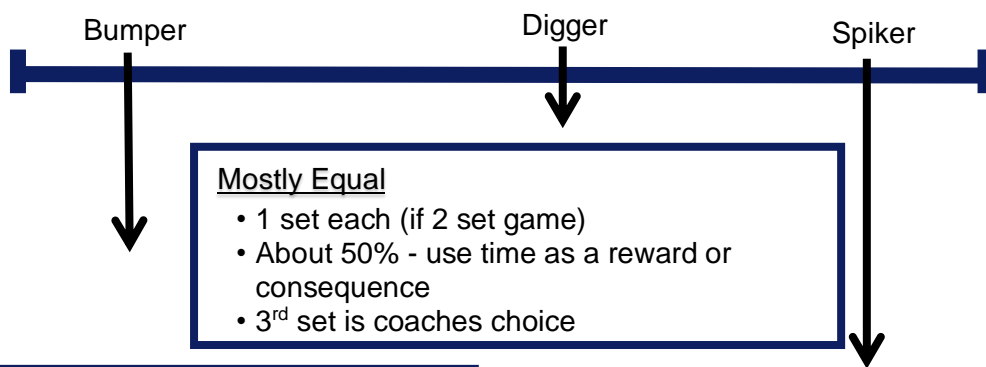 Bumper
Digger
Spiker
Mostly Equal
• 1 set each (if 2 set game)
• About 50% - use time as a reward or
consequence
• 3rd set is coaches choice